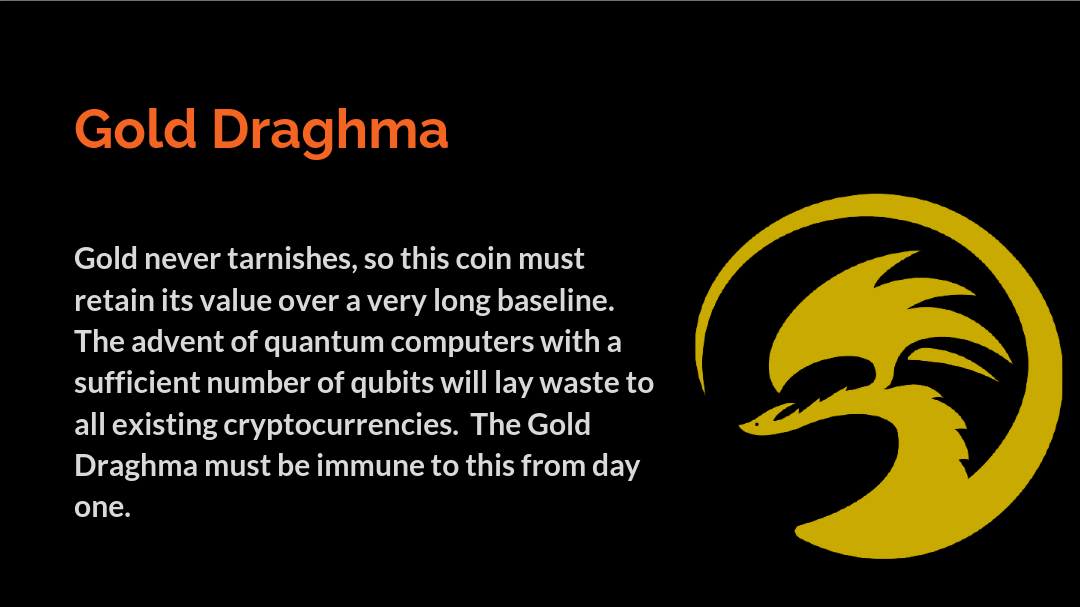 Gold Draghma
Gold never tarnishes, so this coin must
retain its value over a very long baseline.
The advent of quantum computers with a
sufficient number of qubits will lay waste to
all existing cryptocurrencies.  The Gold
Draghma must be immune to this from day
one.